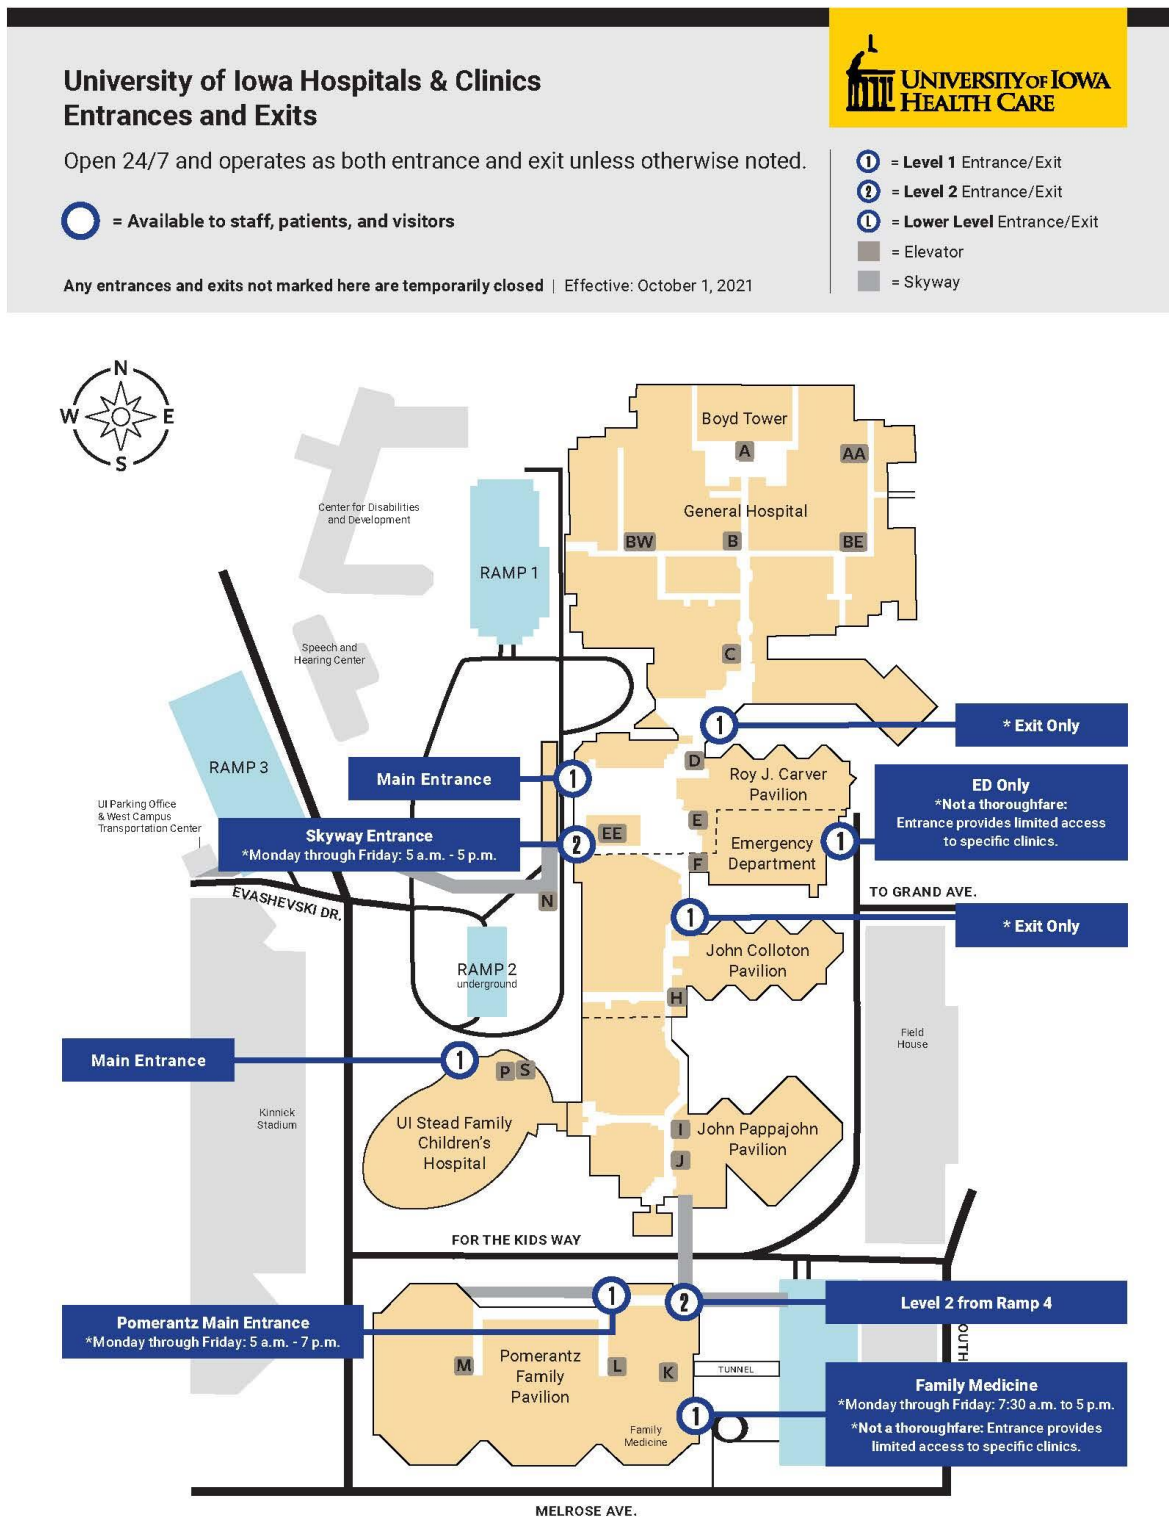 University of Iowa Hospitals & Clinics
Entrances and Exits
Open 24/7 and operates as both entrance and exit unless otherwise noted.
= Available to staff, patients, and visitors
Any entrances and exits not marked here are temporarily closed | Effective: October 1, 2021
UNIVERSITY OF IOWA
HEALTH CARE
1 = Level 1 Entrance/Exit
2 = Level 2 Entrance/Exit
L = Lower Level Entrance/Exit
= Elevator
= Skyway
N
W E
S
Boyd Tower
A
AA
Center for Disabilities
and Development
General Hospital
BW
B
BE
RAMP 1
Speech and
Hearing Center
C
1
* Exit Only
RAMP 3
Main Entrance
1
D
Roy J. Carver
Pavilion
ED Only
*Not a thoroughfare:
Entrance provides limited access
to specific clinics.
UI Parking Office
& West Campus
Transportation Center
Skyway Entrance
*Monday through Friday: 5 a.m. - 5 p.m.
2
EE
E
Emergency
Department
1
F
EVASHEVSKI DR.
N
TO GRAND AVE.
1
* Exit Only
RAMP 2
underground
John Colloton
Pavilion
H
Field
House
Main Entrance
1
P
S
Kinnick
Stadium
UI Stead Family
Children's
Hospital
I
John Pappajohn
Pavilion
J
FOR THE KIDS WAY
1
2
Level 2 from Ramp 4
Pomerantz Main Entrance
*Monday through Friday: 5 a.m. - 7 p.m.
OUTH
M
Pomerantz
Family
Pavilion
L
K
TUNNEL
Family Medicine
*Monday through Friday: 7:30 a.m. to 5 p.m.
*Not a thoroughfare: Entrance provides
limited access to specific clinics.
1
Family
Medicine
MELROSE AVE.